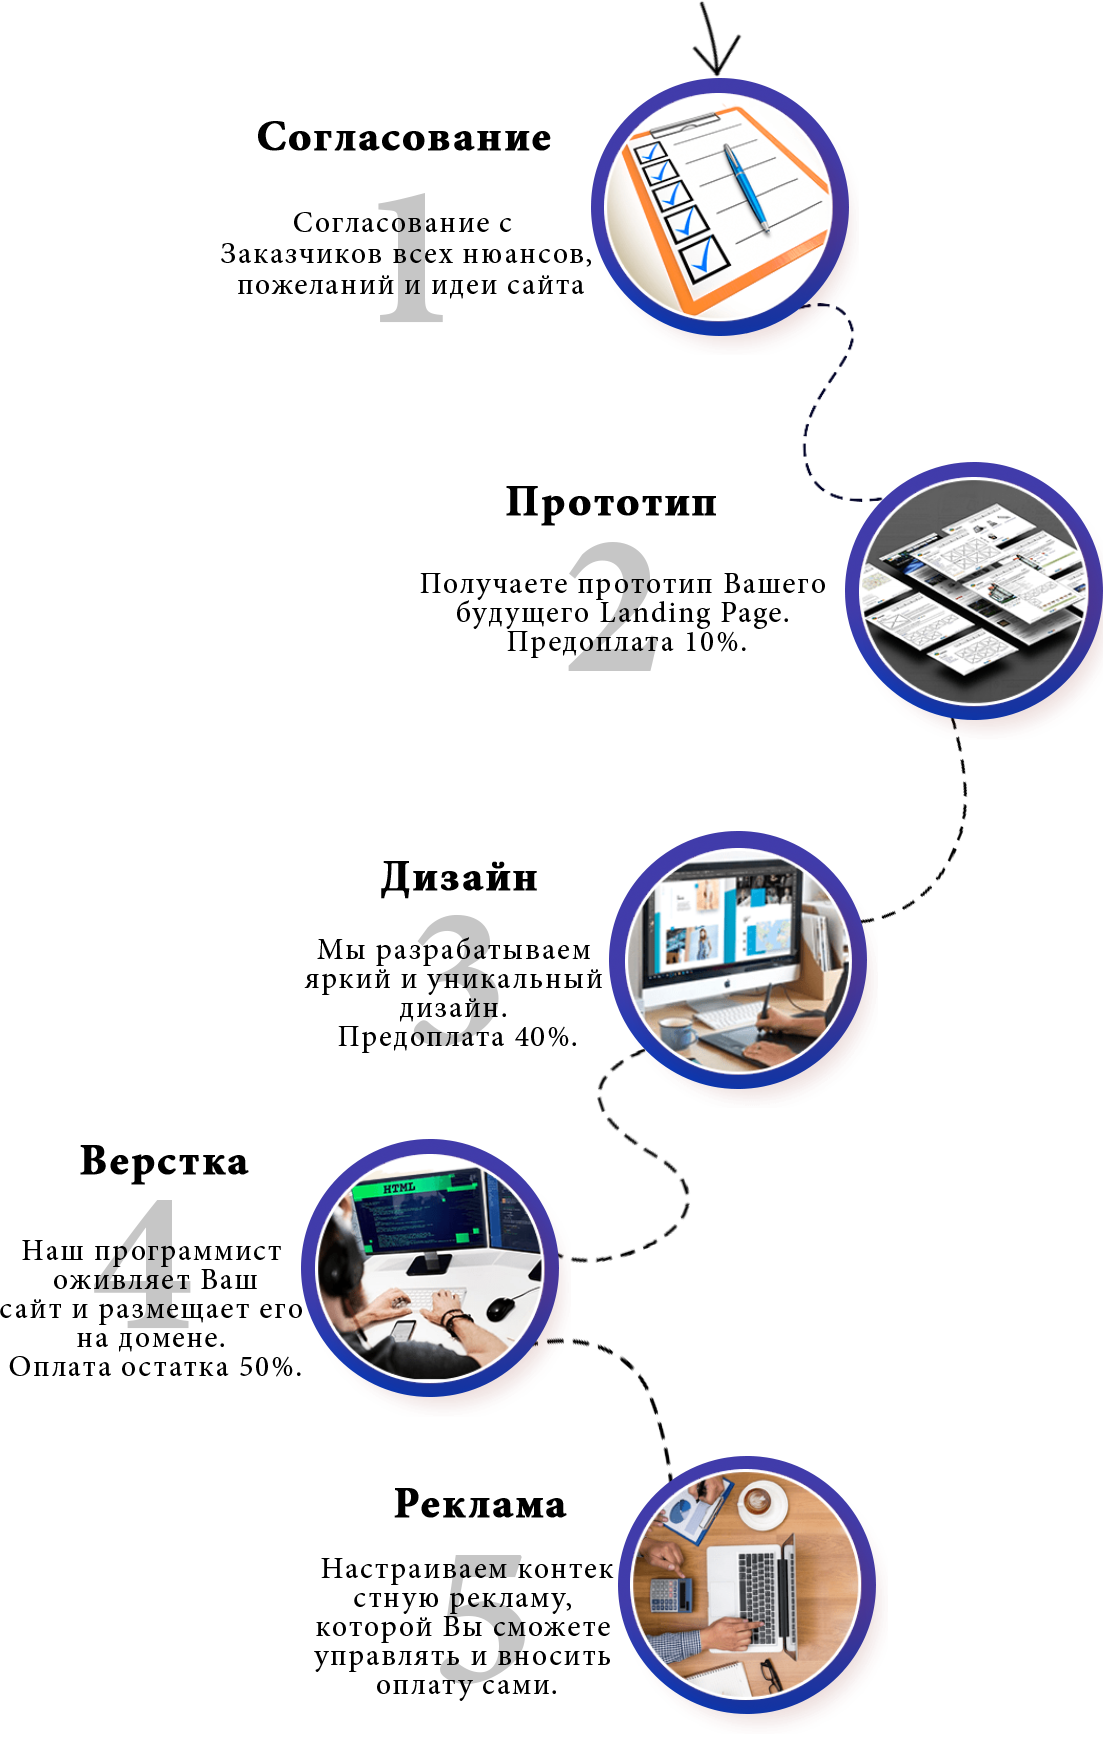 Согласование
1
Согласование с
Заказчиков всех нюансов,
пожеланий и идеи сайта
Прототип
2
Получаете прототип Вашего
будущего Landing Page.
Предоплата 10%.
Дизайн
3
Мы разрабатываем
яркий и уникальный
дизайн.
Предоплата 40%.
Верстка
4
HTML
Наш программист
оживляет Ваш
сайт и размещает его
на домене.
Оплата остатка 50%.
Реклама
5
Настраиваем контек
стную рекламу,
которой Вы сможете
управлять и вносить
оплату сами.